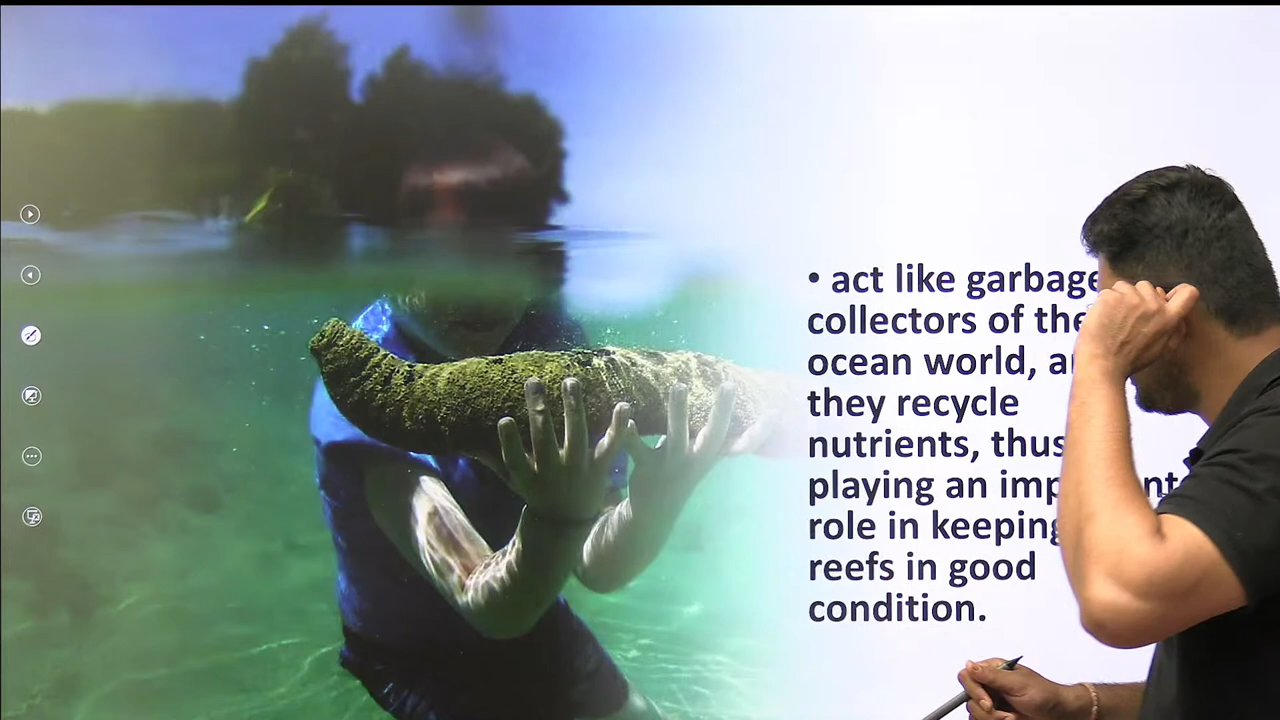 • act like garbage
collectors of the
ocean world,
they recycle
nutrients, thus
playing an
role in keeping
reefs in good
condition.